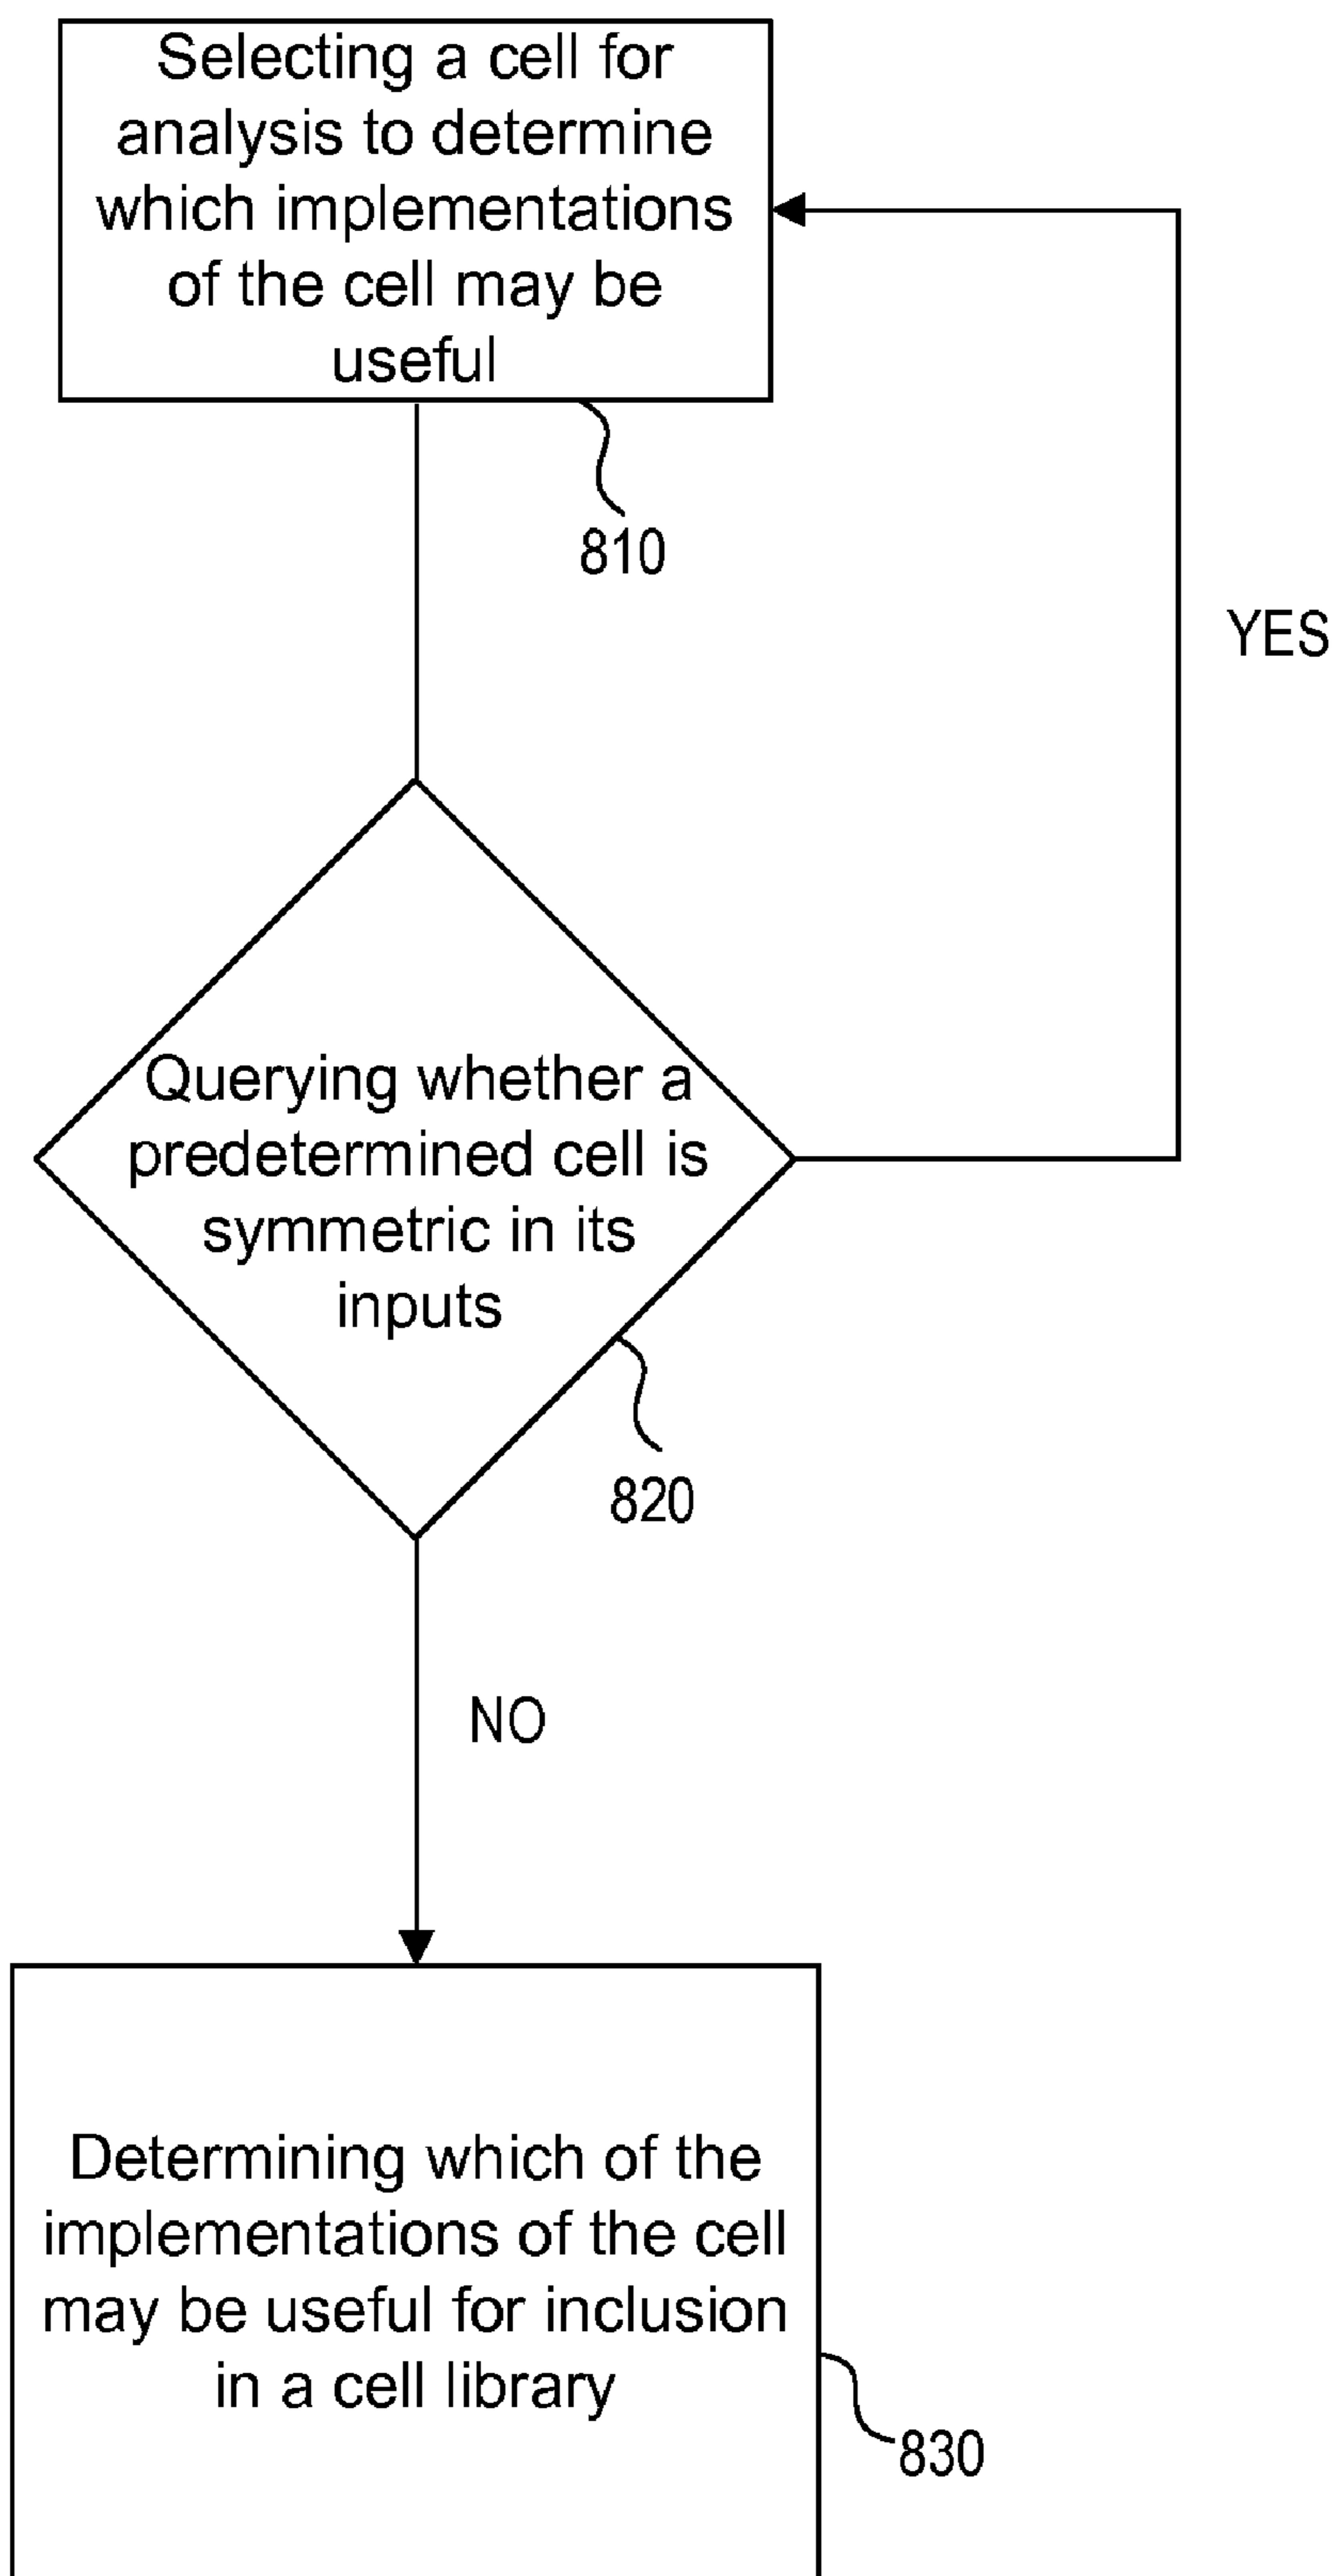 Selecting a cell for
analysis to determine
which implementations
of the cell may be
useful
810
YES
Querying whether a
predetermined cell is
symmetric in its
inputs
820
NO
Determining which of the
implementations of the cell
may be useful for inclusion
in a cell library
830